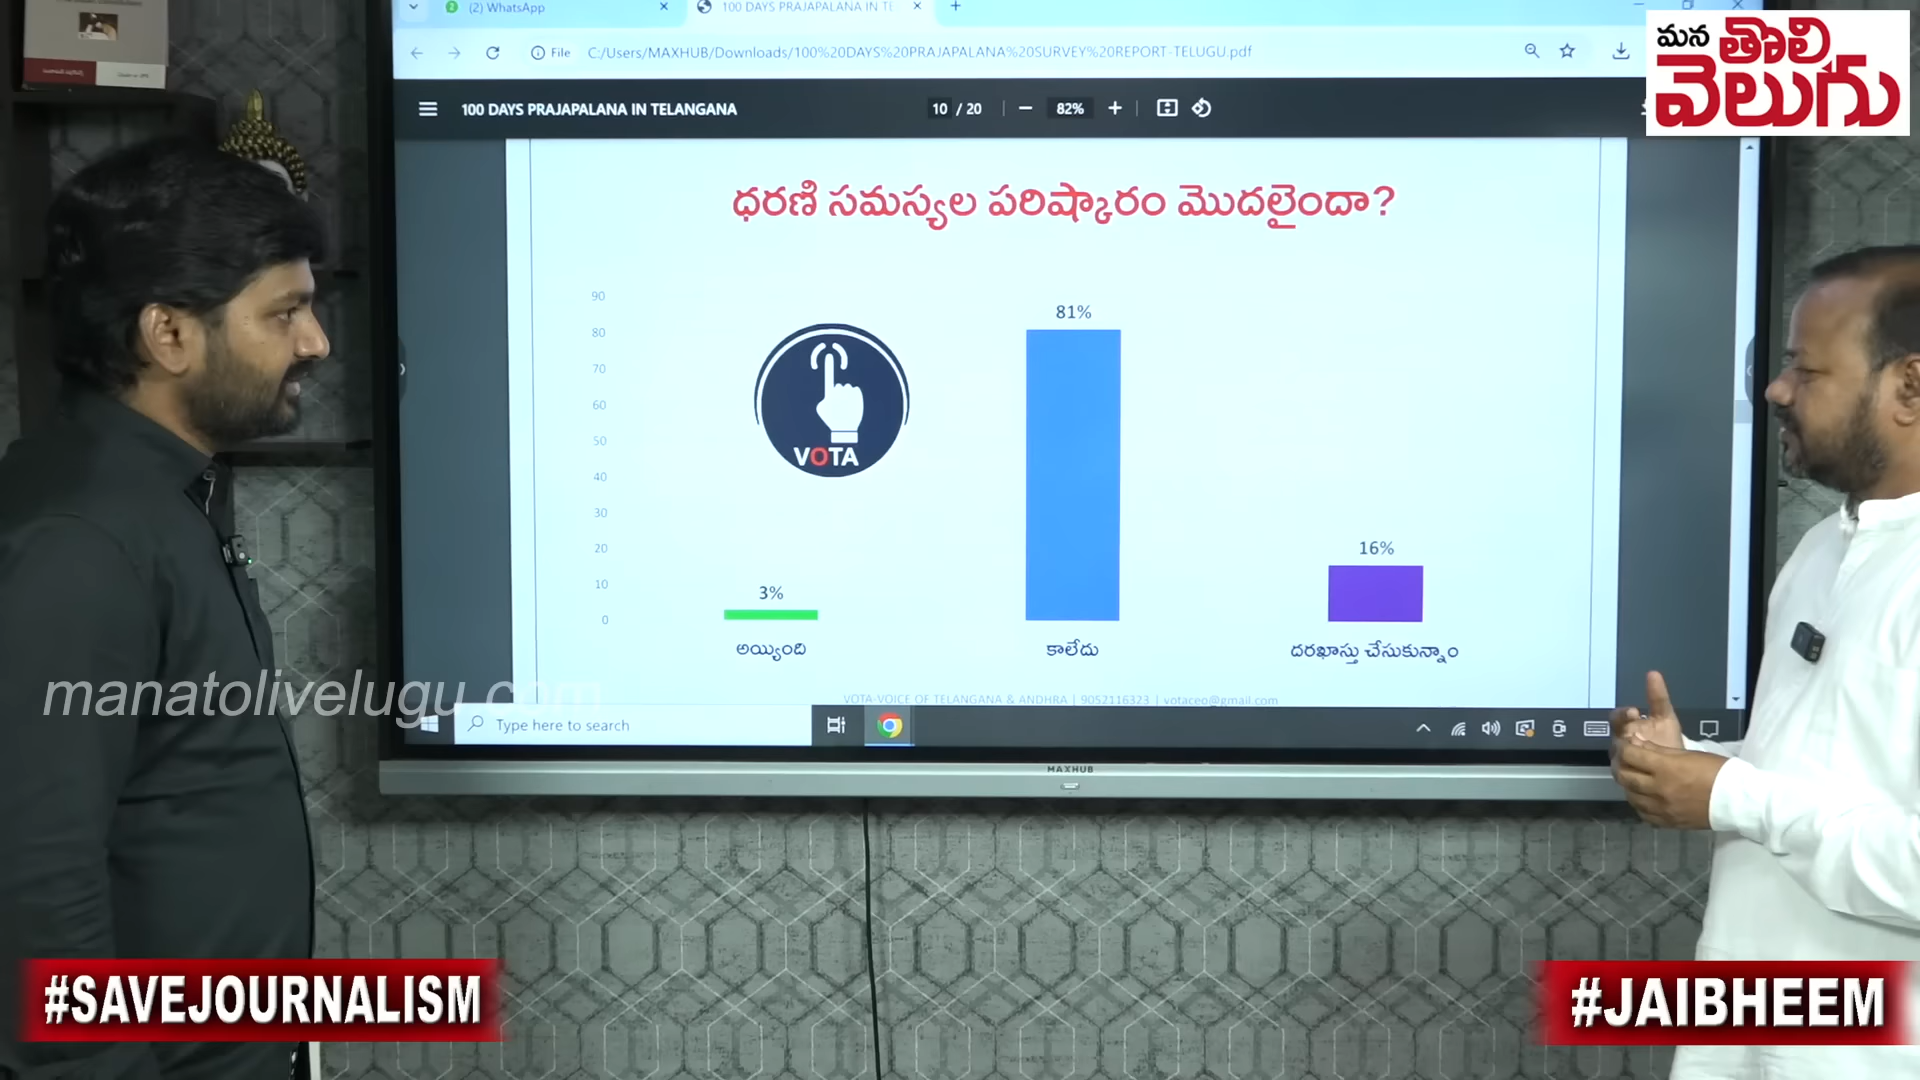 (2) WhatsApp
100 DAYS PRAJAPALANA IN TE
File
C:/Users/MAXHUB/Downloads/100%20DAYS%20PRAJAPALANA%20SURVEY%20REPORT-TELUGU.pdf
మన తొలి వెలుగు
100 DAYS PRAJAPALANA IN TELANGANA
10 / 20
82%
ధరణి సమస్యల పరిష్కారం మొదలైందా?
90
80
70
60
50
40
30
20
10
0
VOTA
3%
81%
16%
అయ్యింది
కాలేదు
దరఖాస్తు చేసుకున్నాం
VOTA-VOICE OF TELANGANA & ANDHRA | 9052116323 | votaceo@gmail.com
manatolivelugu.com
Type here to search
MAXHUB
#SAVEJOURNALISM
#JAIBHEEM